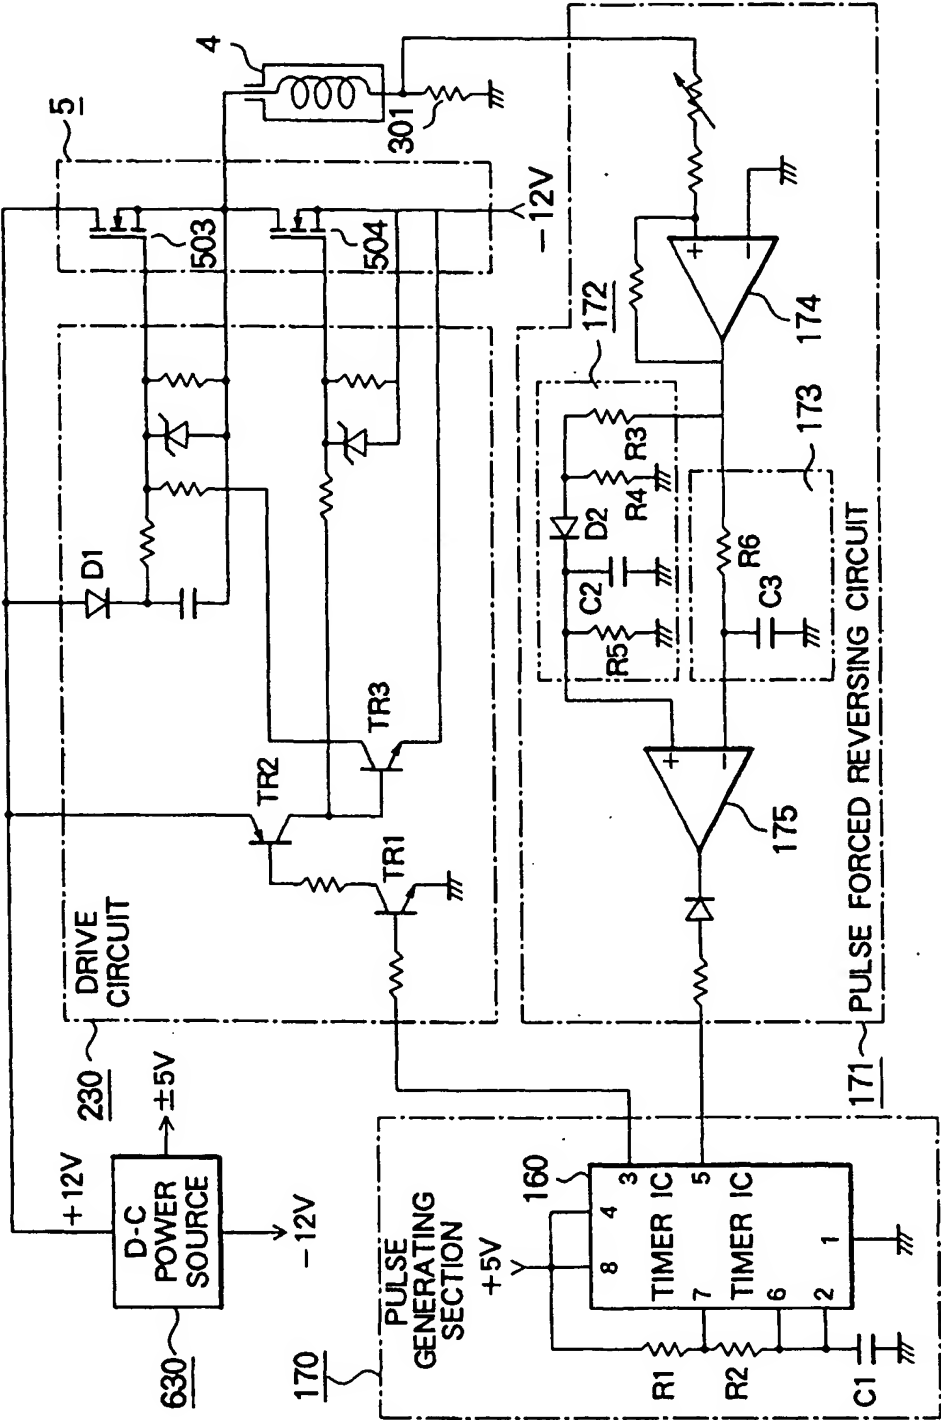 4
5
301
503
504
-12V
D1
DRIVE
CIRCUIT
230
TR1
TR2
TR3
+12V
D-C
POWER
SOURCE
±5V
-12V
630
172
173
174
175
R3
R4
D2
C2
R5
R6
C3
+
-
+
-
PULSE FORCED REVERSING CIRCUIT
171
170
PULSE
GENERATING
SECTION
+5V
160
8
4
3
TIMER IC
7
5
TIMER IC
6
2
1
R1
R2
C1